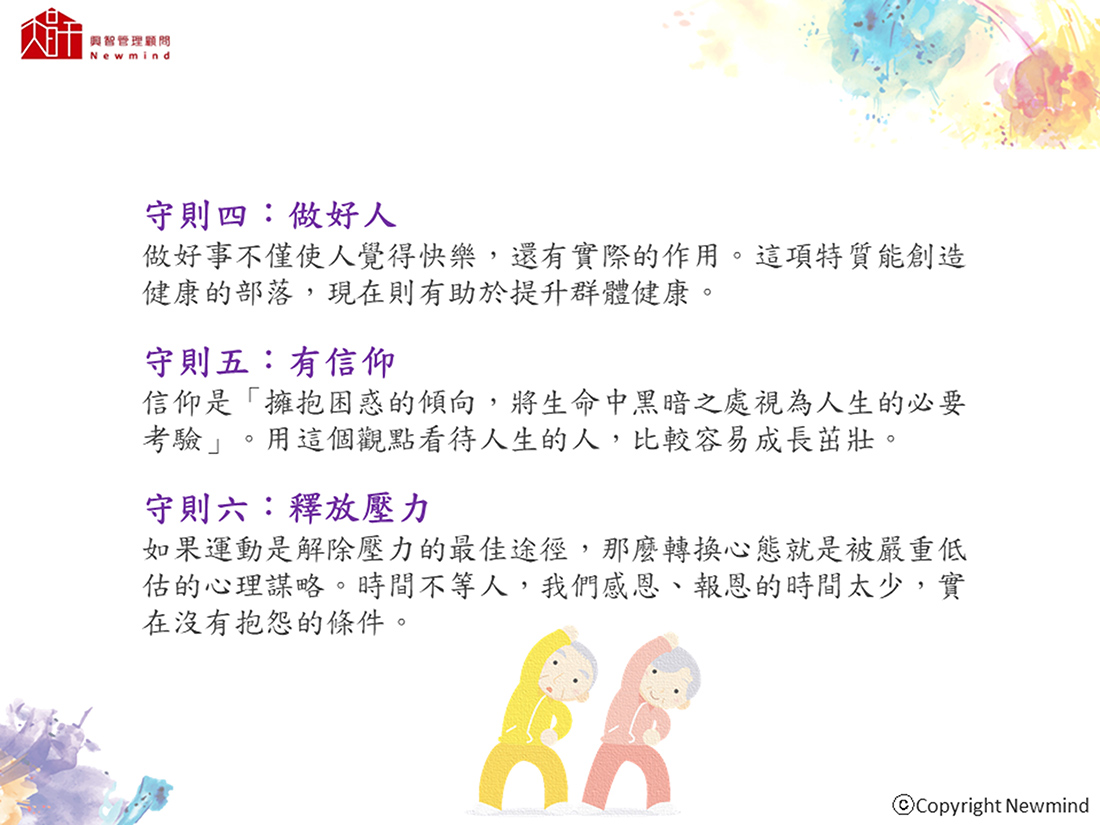 興智管理顧問
Newmind
守則四：做好人
做好事不僅使人覺得快樂，還有實際的作用。這項特質能創造
健康的部落，現在則有助於提升群體健康。
守則五：有信仰
信仰是「擁抱困惑的傾向，將生命中黑暗之處視為人生的必要
考驗」。用這個觀點看待人生的人，比較容易成長茁壯。
守則六：釋放壓力
如果運動是解除壓力的最佳途徑，那麼轉換心態就是被嚴重低
估的心理謀略。時間不等人，我們感恩、報恩的時間太少，實
在沒有抱怨的條件。
ⓒCopyright Newmind